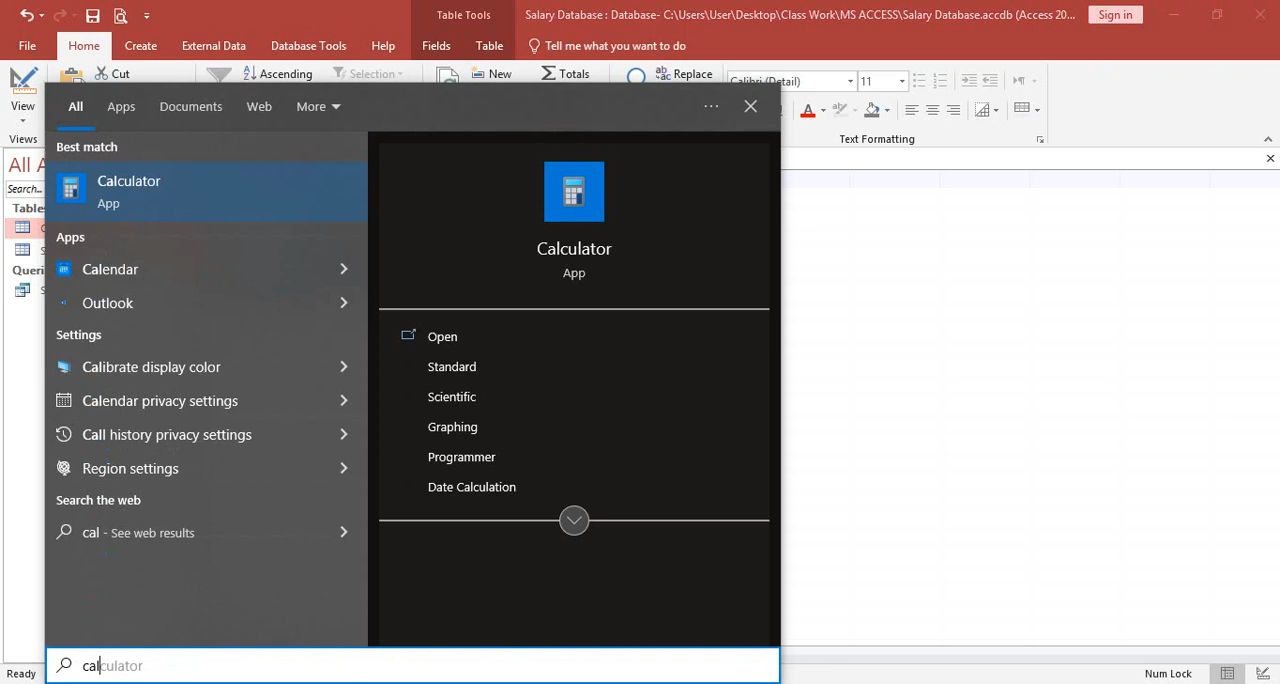 Table Tools
Salary Database : Database- C:\Users\User\Desktop\Class Work\MS ACCESS\Salary Database.accdb (Access 20...
Sign in
File Home Create External Data Database Tools Help Fields Table Tell me what you want to do
Cut Ascending Selection New Totals Replace Calibri (Detail) 11
View
Views
Text Formatting
All Apps Documents Web More
Best match
Calculator
App
Apps
Calendar
Outlook
Settings
Calibrate display color
Calendar privacy settings
Call history privacy settings
Region settings
Search the web
cal - See web results
Calculator
App
Open
Standard
Scientific
Graphing
Programmer
Date Calculation
All
Search...
calculator
Ready
Num Lock